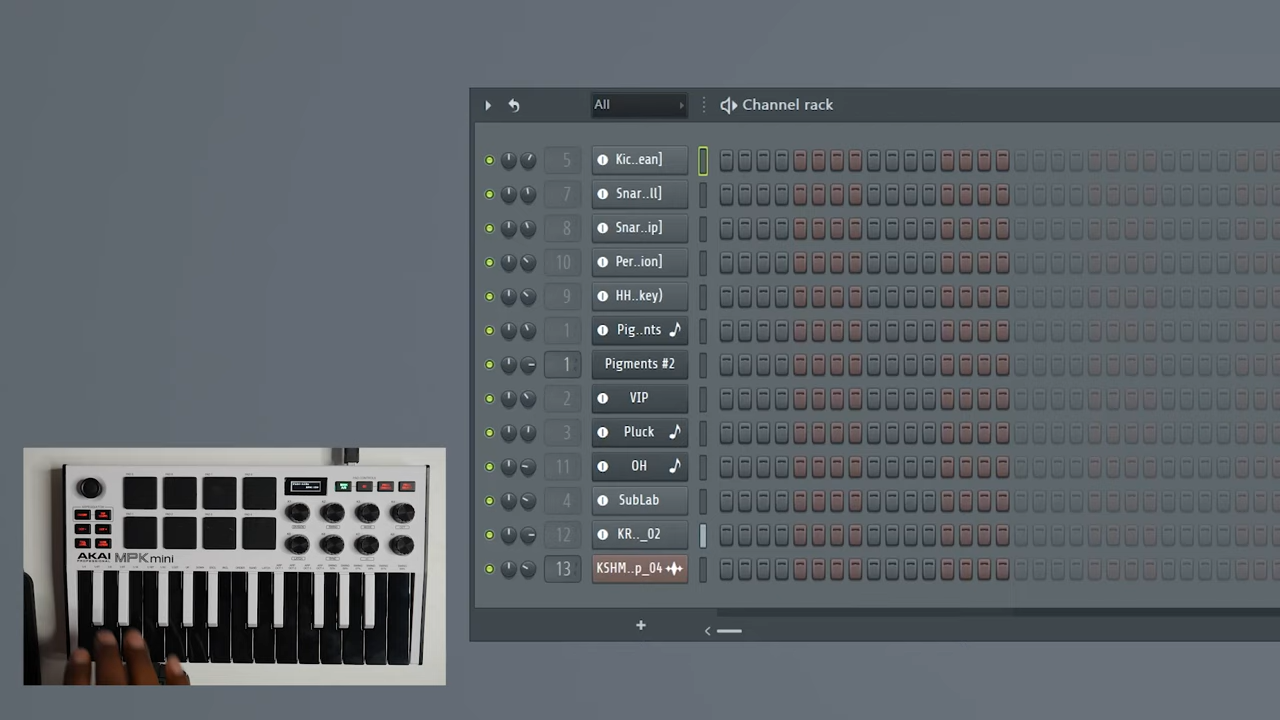 All
Channel rack
5 Kic..ean]
7 Snar..ll]
8 Snar..ip]
10 Per..ion]
9 HH..key)
1 Pig..nts
1 Pigments #2
2 VIP
3 Pluck
11 OH
4 SubLab
12 KR.._02
13 KSHM..p_04
+
AKAI MPKmini